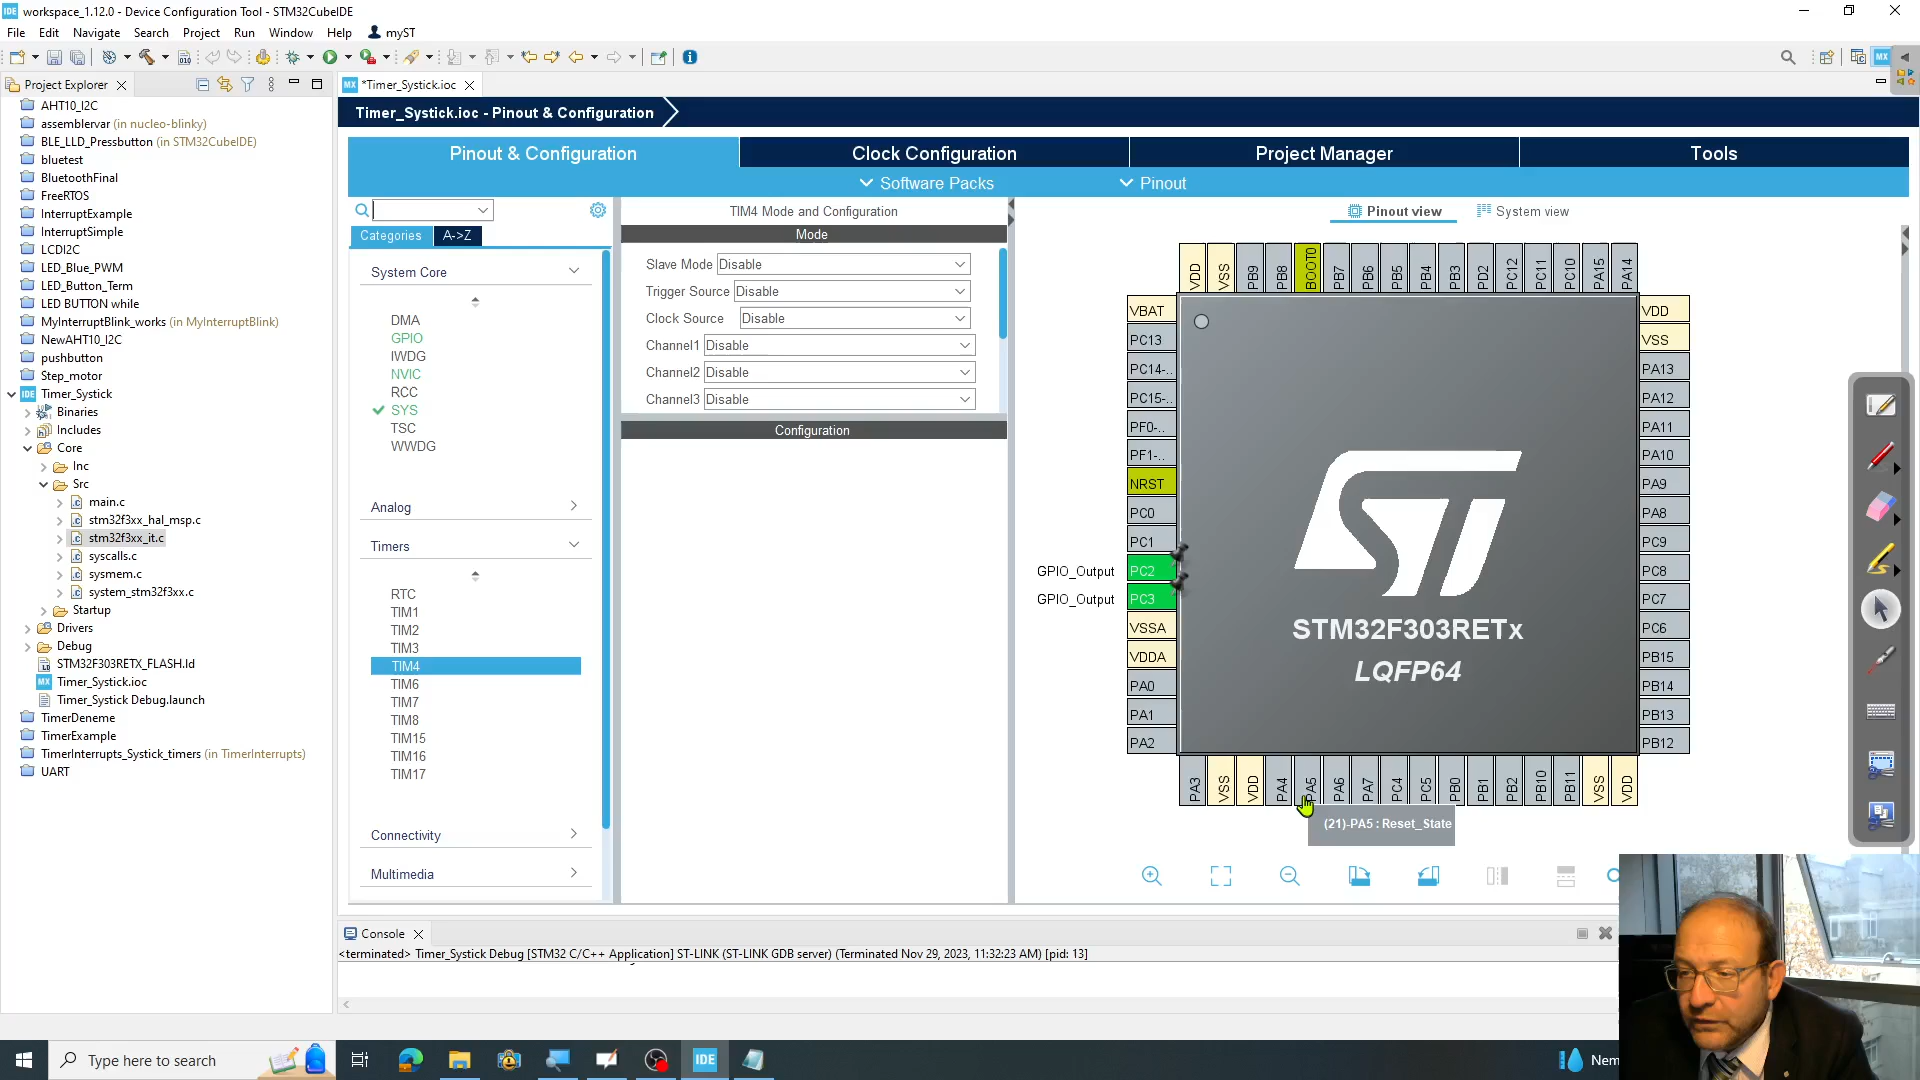 workspace_1.12.0 - Device Configuration Tool - STM32CubeIDE
File Edit Navigate Search Project Run Window Help myST
Project Explorer
AHT10_I2C
assemblervar (in nucleo-blinky)
BLE_LLD_Pressbutton (in STM32CubeIDE)
bluetest
BluetoothFinal
FreeRTOS
InterruptExample
InterruptSimple
LCDI2C
LED_Blue_PWM
LED_Button_Term
LED BUTTON while
MyInterruptBlink_works (in MyInterruptBlink)
NewAHT10_I2C
pushbutton
Step_motor
IDE Timer_Systick
Binaries
Includes
Core
Inc
Src
main.c
stm32f3xx_hal_msp.c
stm32f3xx_it.c
syscalls.c
sysmem.c
system_stm32f3xx.c
Startup
Drivers
Debug
STM32F303RETX_FLASH.ld
MX Timer_Systick.ioc
Timer_Systick Debug.launch
TimerDeneme
TimerExample
TimerInterrupts_Systick_timers (in TimerInterrupts)
UART
MX *Timer_Systick.ioc
Timer_Systick.ioc - Pinout & Configuration
Pinout & Configuration
Clock Configuration
Project Manager
Tools
Software Packs
Pinout
Categories A->Z
System Core
DMA
GPIO
IWDG
NVIC
RCC
SYS
TSC
WWDG
Analog
Timers
RTC
TIM1
TIM2
TIM3
TIM4
TIM6
TIM7
TIM8
TIM15
TIM16
TIM17
Connectivity
Multimedia
TIM4 Mode and Configuration
Mode
Slave Mode Disable
Trigger Source Disable
Clock Source Disable
Channel1 Disable
Channel2 Disable
Channel3 Disable
Configuration
Pinout view
System view
VDD VSS PB9 PB8 BOOT0 PB7 PB6 PB5 PB4 PB3 PD2 PC12 PC11 PC10 PA15 PA14
VBAT
PC13
PC14-..
PC15-..
PF0-..
PF1-..
NRST
PC0
PC1
GPIO_Output PC2
GPIO_Output PC3
VSSA
VDDA
PA0
PA1
PA2
STM32F303RETx
LQFP64
VDD
VSS
PA13
PA12
PA11
PA10
PA9
PA8
PC9
PC8
PC7
PC6
PB15
PB14
PB13
PB12
PA3 VSS VDD PA4 PA5 PA6 PA7 PC4 PC5 PB0 PB1 PB2 PB10 PB11 VSS VDD
(21)-PA5 : Reset_State
Console
<terminated> Timer_Systick Debug [STM32 C/C++ Application] ST-LINK (ST-LINK GDB server) (Terminated Nov 29, 2023, 11:32:23 AM) [pid: 13]
Type here to search
IDE
Nem